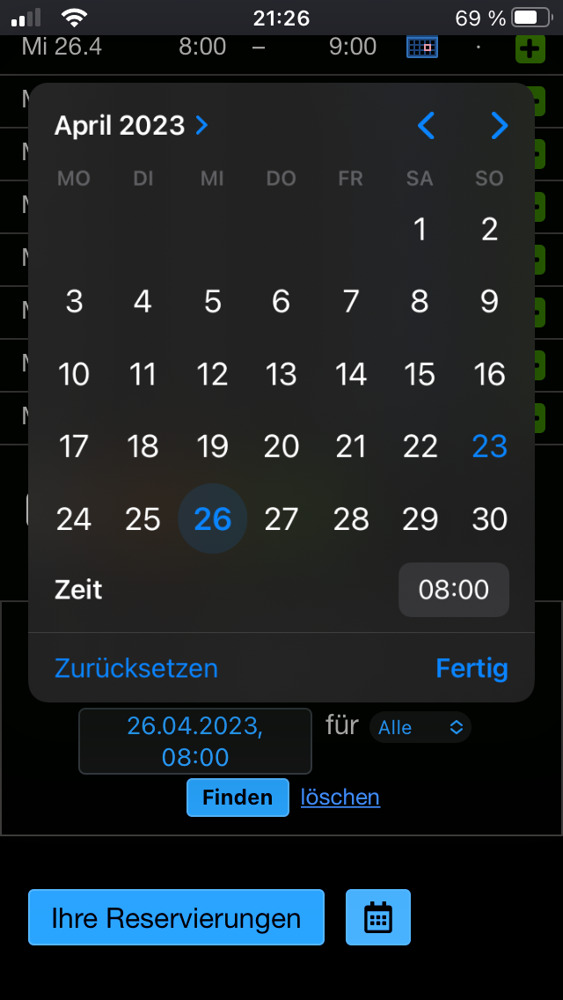 21:26
69 %
Mi 26.4 8:00 – 9:00 ·
April 2023
MO DI MI DO FR SA SO
1 2
3 4 5 6 7 8 9
10 11 12 13 14 15 16
17 18 19 20 21 22 23
24 25 26 27 28 29 30
Zeit 08:00
Zurücksetzen Fertig
26.04.2023,
08:00
für Alle
Finden löschen
Ihre Reservierungen